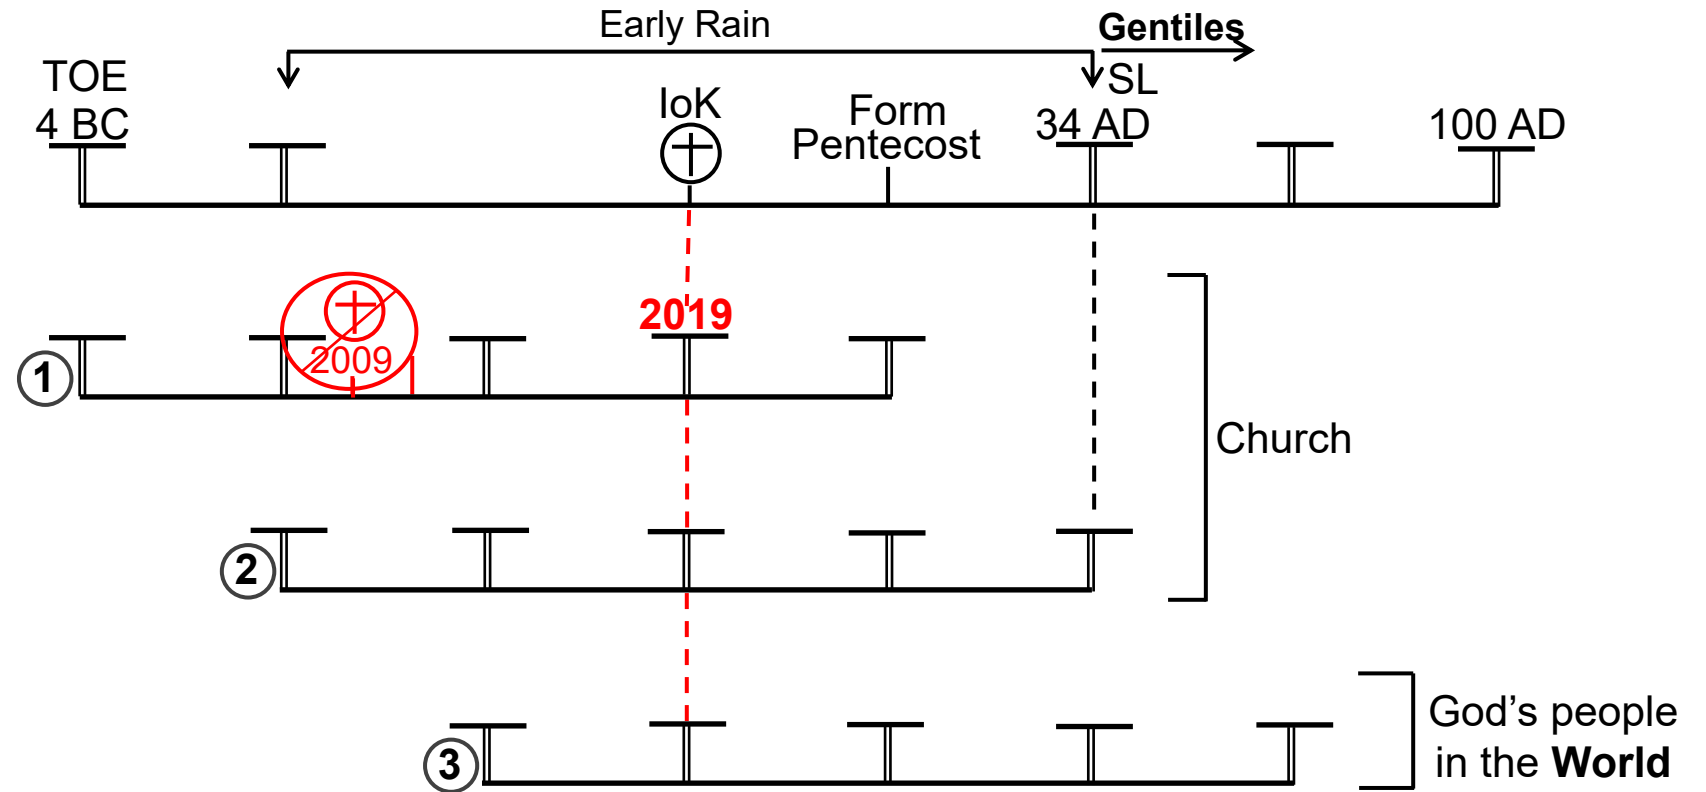 Early Rain
Gentiles
TOE
4 BC
IoK
Form
Pentecost
SL
34 AD
100 AD
2009
2019
1
Church
2
3
God's people
in the World